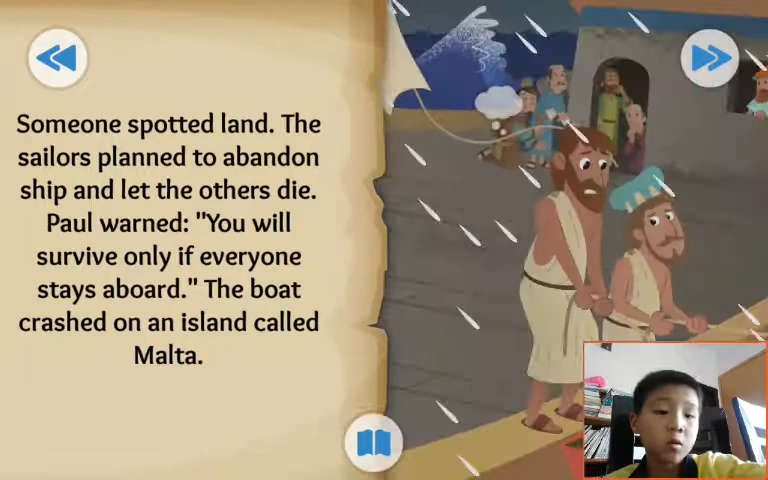 Someone spotted land. The
sailors planned to abandon
ship and let the others die.
Paul warned: "You will
survive only if everyone
stays aboard." The boat
crashed on an island called
Malta.